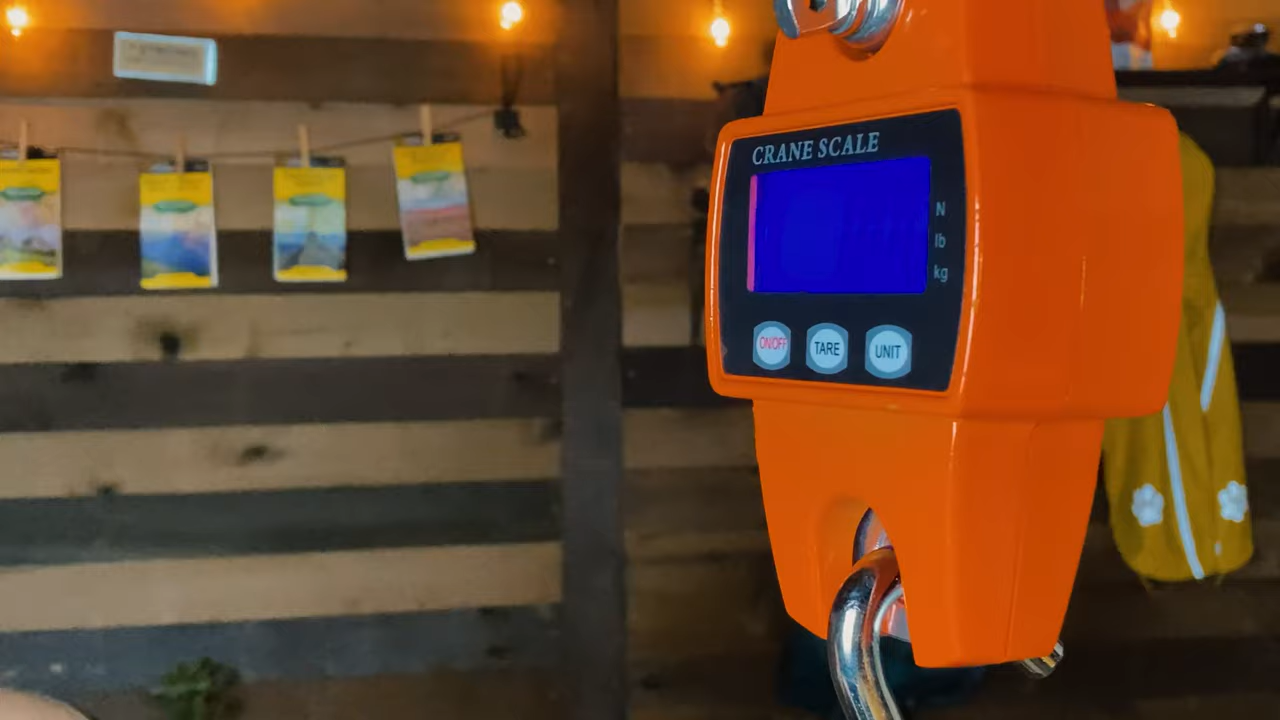 CRANE SCALE
N
lb
kg
ON/OFF
TARE
UNIT